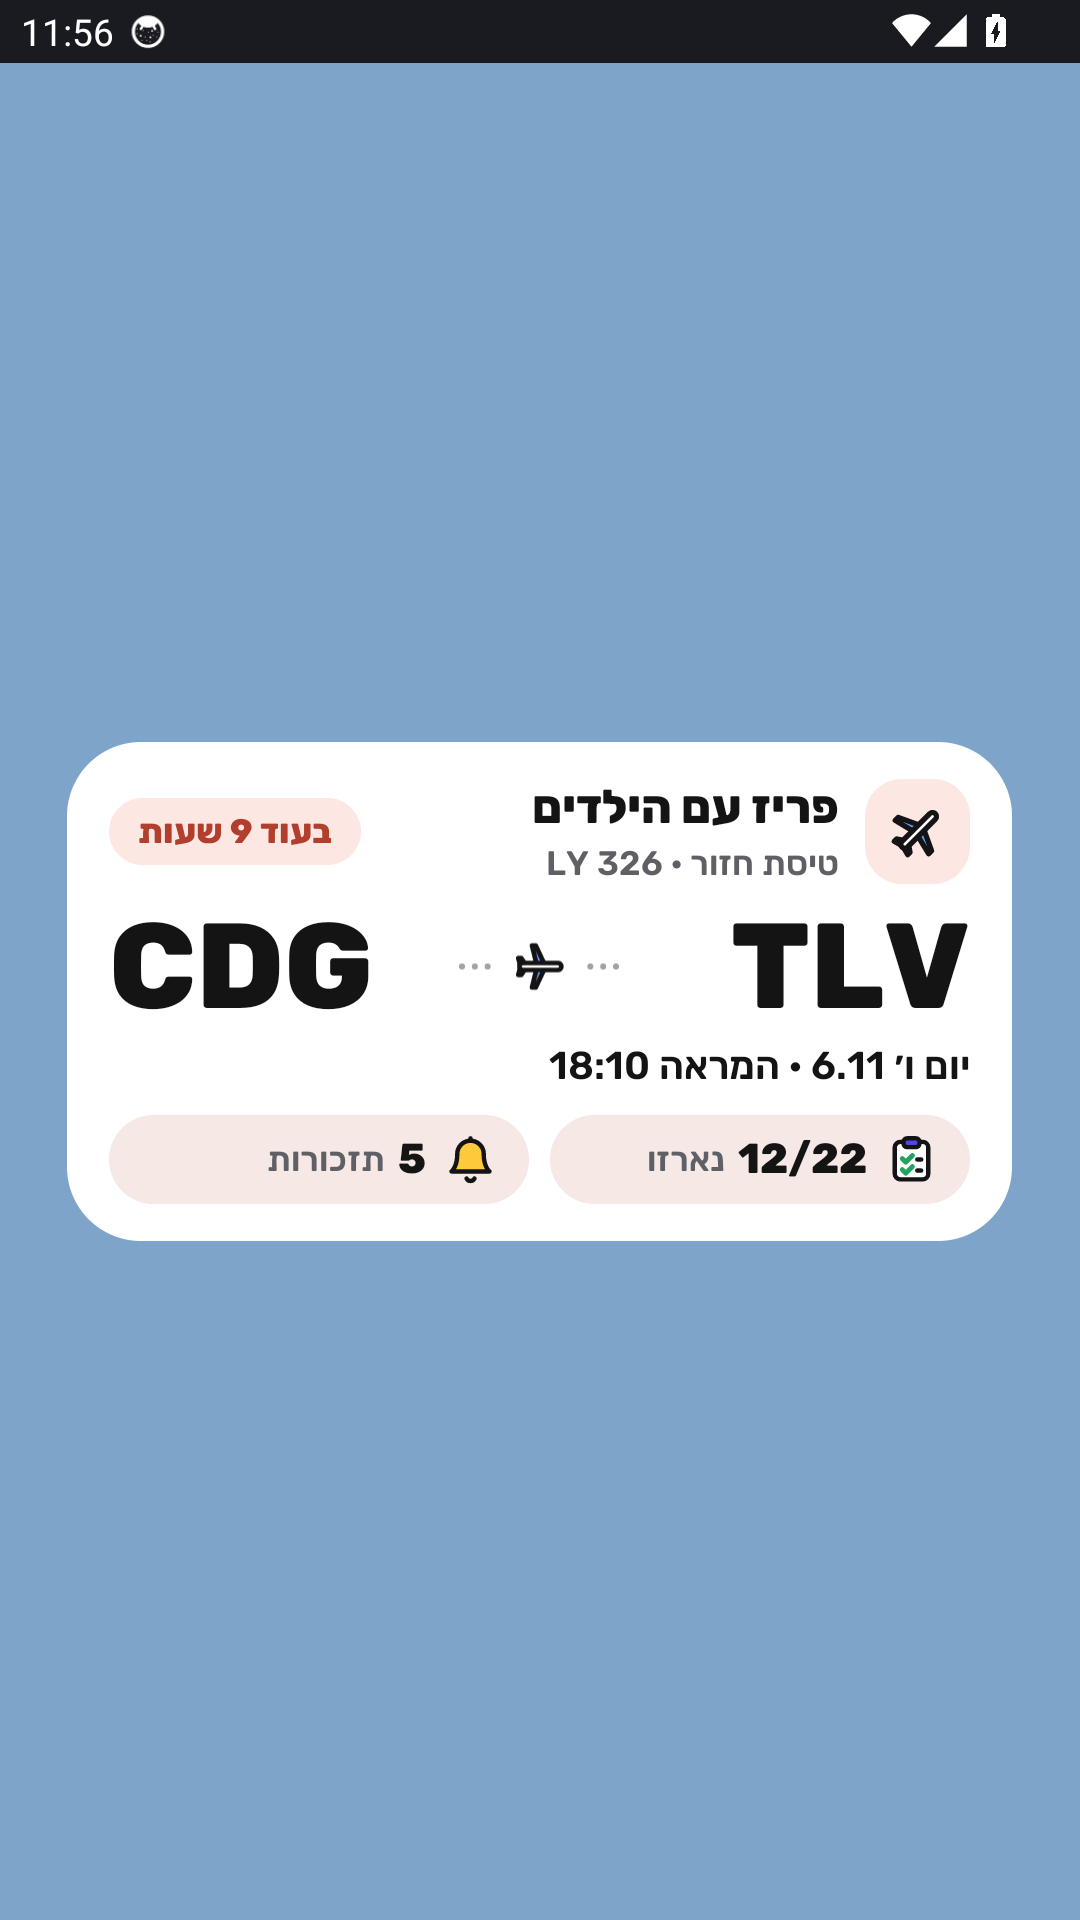 11:56
פריז עם הילדים
טיסת חזור • LY 326
בעוד 9 שעות
CDG ··· ··· TLV
יום ו׳ 6.11 • המראה 18:10
12/22 נארזו
5 תזכורות